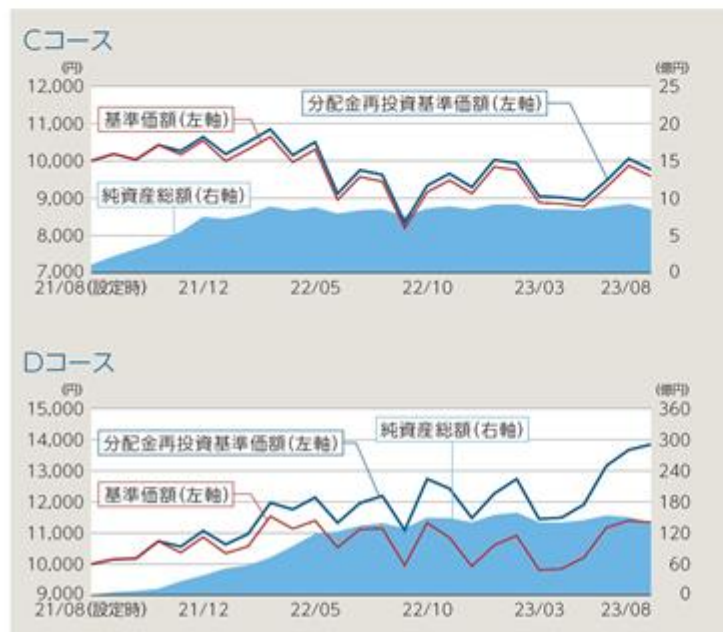 Cコース
(円)
(億円)
12,000
11,000
10,000
9,000
8,000
7,000
25
20
15
10
5
0
分配金再投資基準価額(左軸)
基準価額(左軸)
純資産総額(右軸)
21/08(設定時)
21/12
22/05
22/10
23/03
23/08
Dコース
(円)
(億円)
15,000
14,000
13,000
12,000
11,000
10,000
9,000
360
300
240
180
120
60
0
純資産総額(右軸)
分配金再投資基準価額(左軸)
基準価額(左軸)
21/08(設定時)
21/12
22/05
22/10
23/03
23/08